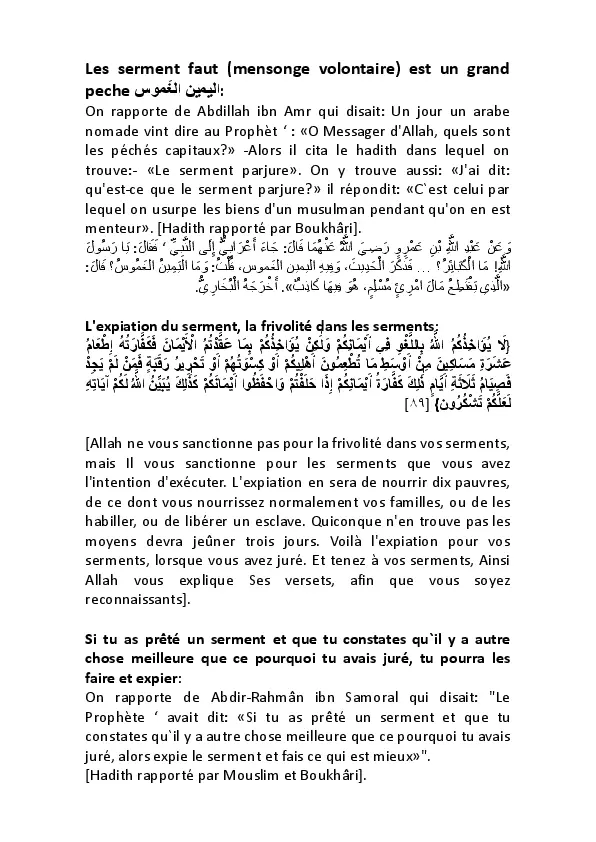 Les serment faut (mensonge volontaire) est un grand
peche اليمين الغَموس:
On rapporte de Abdillah ibn Amr qui disait: Un jour un arabe
nomade vint dire au Prophèt ‘ : «O Messager d'Allah, quels sont
les péchés capitaux?» -Alors il cita le hadith dans lequel on
trouve:- «Le serment parjure». On y trouve aussi: «J'ai dit:
qu'est-ce que le serment parjure?» il répondit: «C`est celui par
lequel on usurpe les biens d'un musulman pendant qu'on en est
menteur». [Hadith rapporté par Boukhâri].
وَعَنْ عَبْدِ اللَّهِ بْنِ عَمْرٍو رَضِيَ اللَّهُ عَنْهُمَا قَالَ: جَاءَ أَعْرَابِيٌّ إِلَى النَّبِيِّ ‘ فَقَالَ: يَا رَسُولَ
اللَّهِ! مَا الْكَبَائِرُ؟ ... فَذَكَرَ الْحَدِيثَ، وَفِيهِ اليمين الغَموس، قُلْتُ: وَمَا الْيَمِينُ الْغَمُوسُ؟ قَالَ:
«الَّذِي يَقْتَطِعُ مَالَ امْرِئٍ مُسْلِمٍ، هُوَ فِيهَا كَاذِبٌ». أَخْرَجَهُ الْبُخَارِيُّ.
L'expiation du serment, la frivolité dans les serments:
{لَا يُؤَاخِذُكُمُ اللَّهُ بِاللَّغْوِ فِي أَيْمَانِكُمْ وَلَكِنْ يُؤَاخِذُكُمْ بِمَا عَقَّدْتُمُ الْأَيْمَانَ فَكَفَّارَتُهُ إِطْعَامُ
عَشَرَةِ مَسَاكِينَ مِنْ أَوْسَطِ مَا تُطْعِمُونَ أَهْلِيكُمْ أَوْ كِسْوَتُهُمْ أَوْ تَحْرِيرُ رَقَبَةٍ فَمَنْ لَمْ يَجِدْ
فَصِيَامُ ثَلَاثَةِ أَيَّامٍ ذَلِكَ كَفَّارَةُ أَيْمَانِكُمْ إِذَا حَلَفْتُمْ وَاحْفَظُوا أَيْمَانَكُمْ كَذَلِكَ يُبَيِّنُ اللَّهُ لَكُمْ آيَاتِهِ
لَعَلَّكُمْ تَشْكُرُونَ} [٨٩]
[Allah ne vous sanctionne pas pour la frivolité dans vos serments,
mais Il vous sanctionne pour les serments que vous avez
l'intention d'exécuter. L'expiation en sera de nourrir dix pauvres,
de ce dont vous nourrissez normalement vos familles, ou de les
habiller, ou de libérer un esclave. Quiconque n'en trouve pas les
moyens devra jeûner trois jours. Voilà l'expiation pour vos
serments, lorsque vous avez juré. Et tenez à vos serments, Ainsi
Allah vous explique Ses versets, afin que vous soyez
reconnaissants].
Si tu as prêté un serment et que tu constates qu`il y a autre
chose meilleure que ce pourquoi tu avais juré, tu pourra les
faire et expier:
On rapporte de Abdir-Rahmân ibn Samoral qui disait: "Le
Prophète ‘ avait dit: «Si tu as prêté un serment et que tu
constates qu`il y a autre chose meilleure que ce pourquoi tu avais
juré, alors expie le serment et fais ce qui est mieux»".
[Hadith rapporté par Mouslim et Boukhâri].